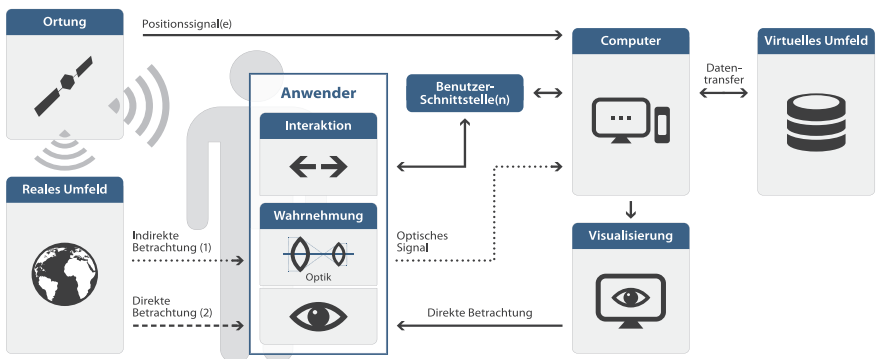 Ortung
Positionssignal(e)
Computer
Virtuelles Umfeld
Daten-
transfer
Benutzer-
Schnittstelle(n)
Anwender
Interaktion
Reales Umfeld
Wahrnehmung
Indirekte
Betrachtung (1)
Optik
Optisches
Signal
Visualisierung
Direkte
Betrachtung (2)
Direkte Betrachtung